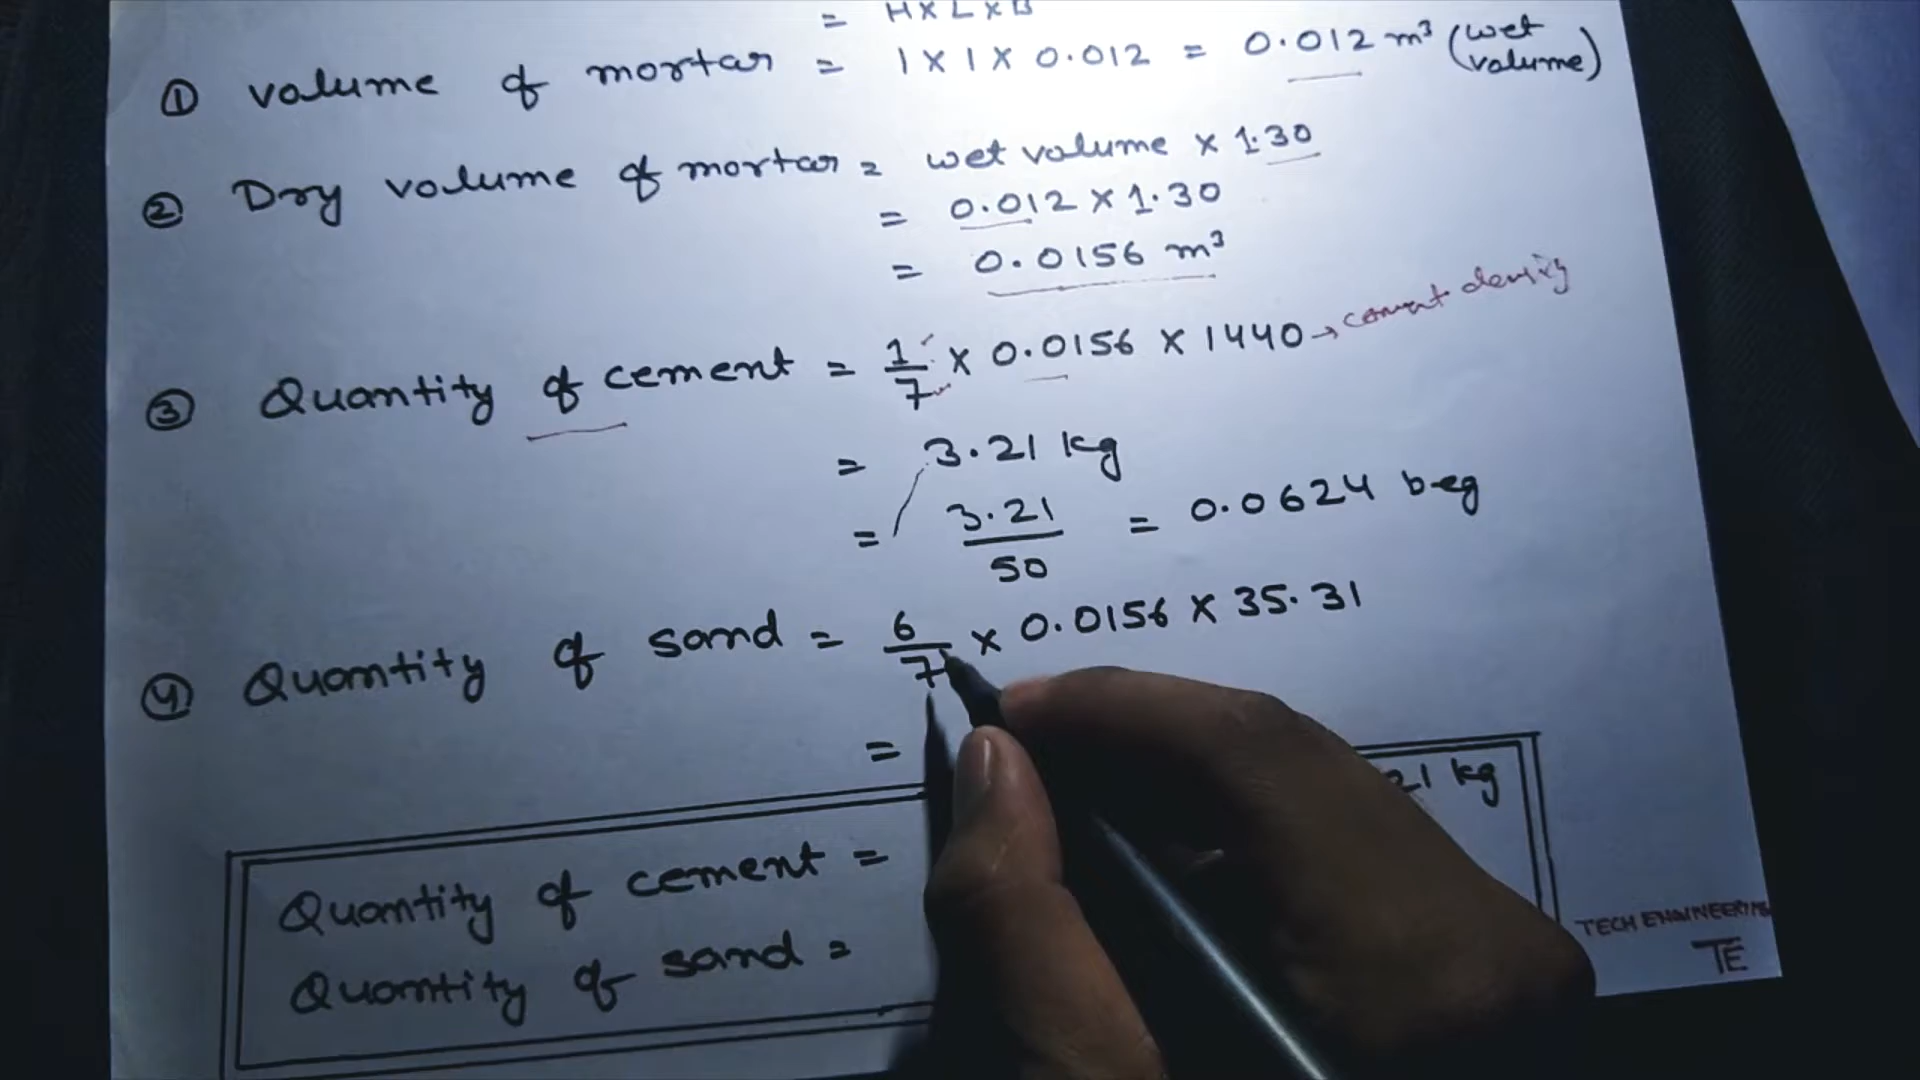 = H X L X B
① volume of mortar = 1 X 1 X 0.012 = 0.012 m³ (wet volume)
② Dry volume of mortar = wet volume X 1.30
= 0.012 X 1.30
= 0.0156 m³
③ Quantity of cement = 1/7 X 0.0156 X 1440 → cement density
= 3.21 kg
= 3.21/50 = 0.0624 beg
④ Quantity of sand = 6/7 X 0.0156 X 35.31
=
21 kg
Quantity of cement =
Quantity of sand =
TECH ENGINEERING
TE